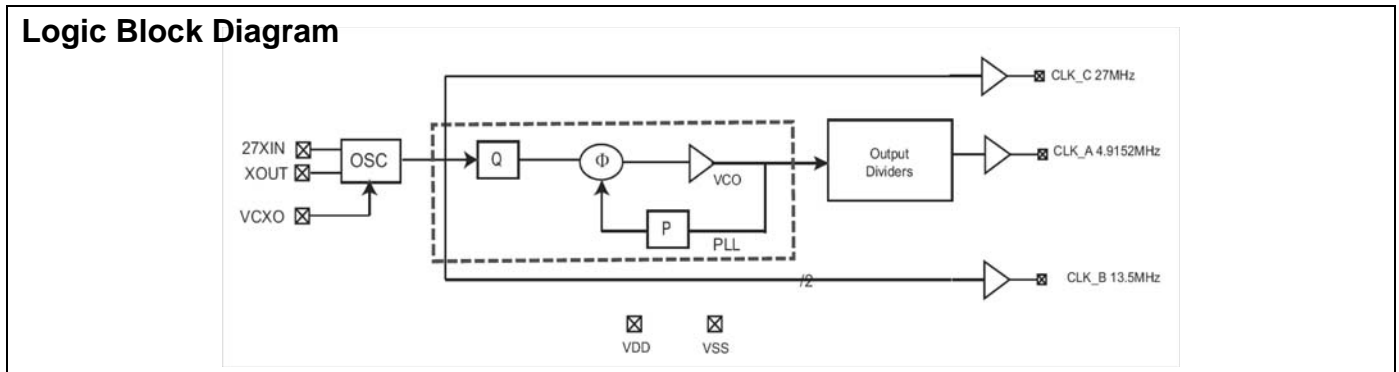 Logic Block Diagram
CLK_C 27MHz
27XIN
XOUT
VCXO
OSC
Q
Φ
VCO
P
PLL
Output
Dividers
CLK_A 4.9152MHz
/2
CLK_B 13.5MHz
VDD
VSS